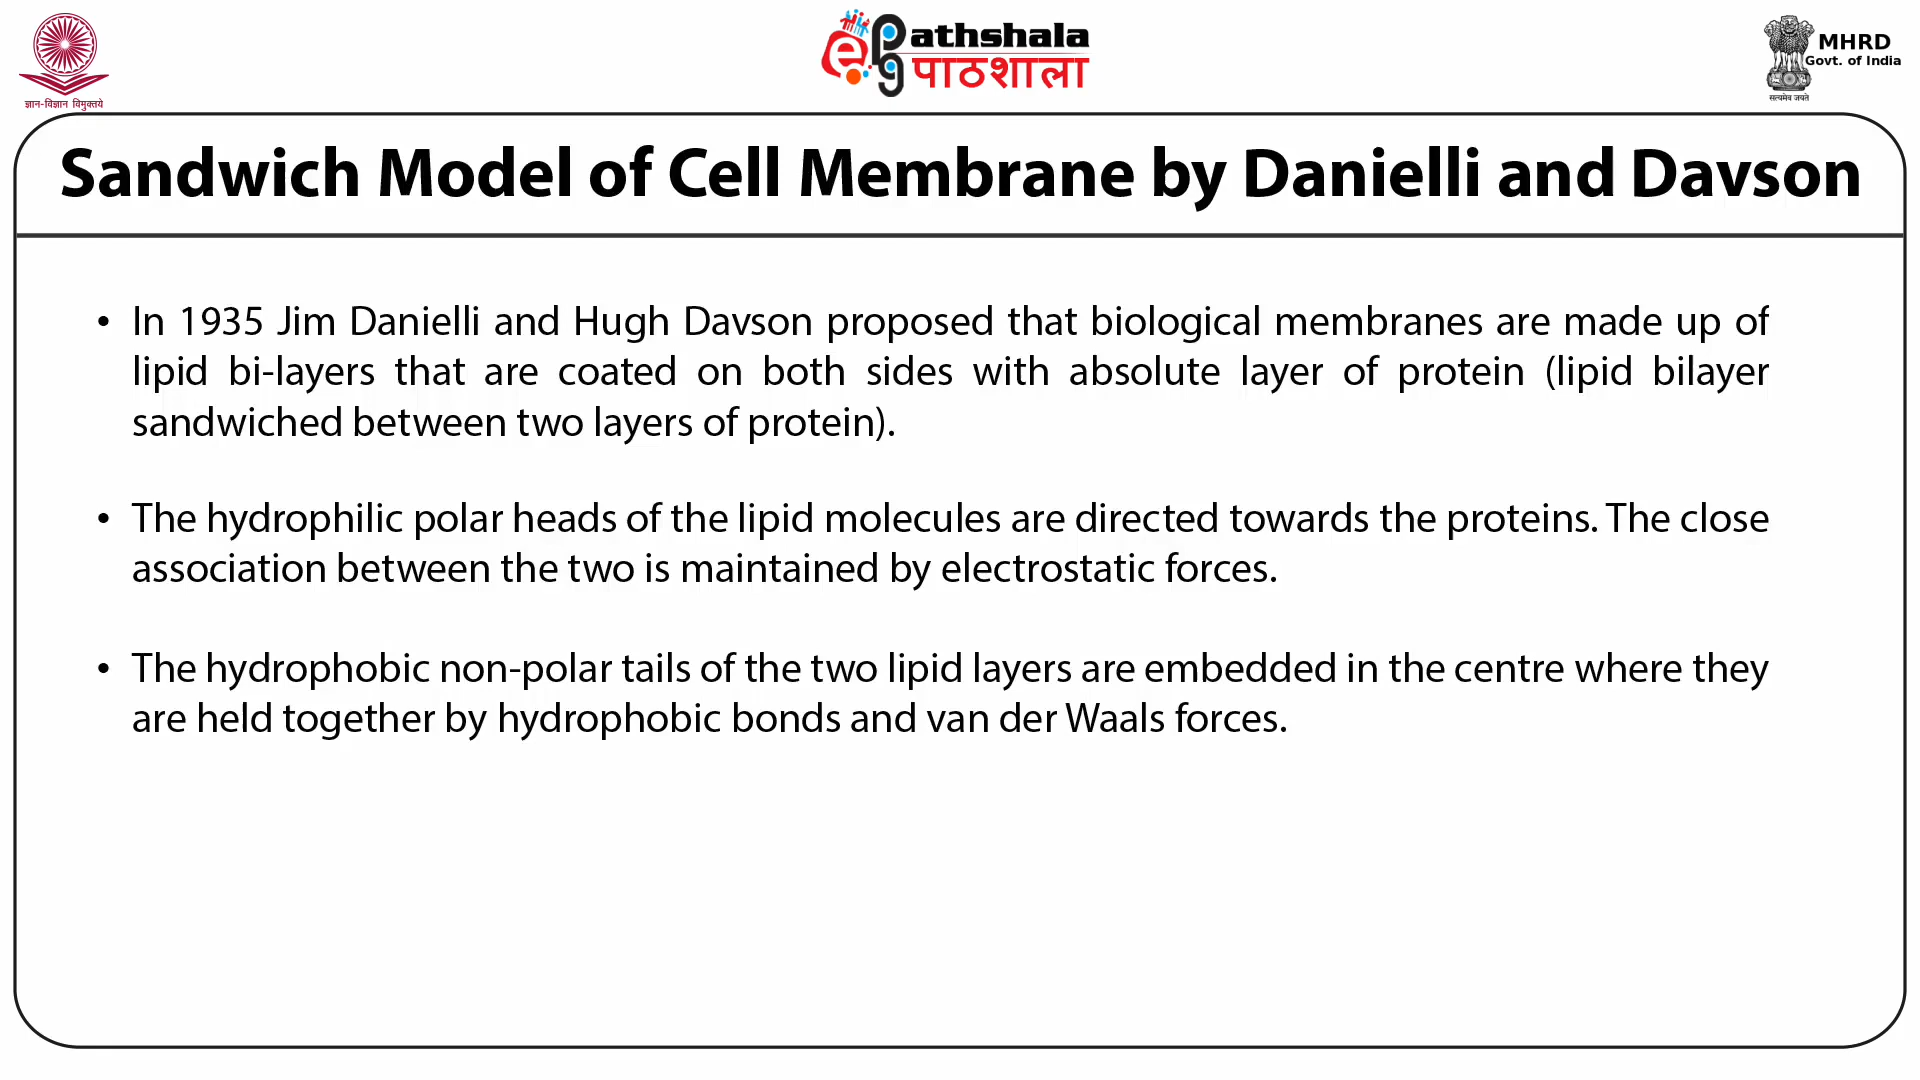 ज्ञान-विज्ञान विमुक्तये
ePathshala
पाठशाला
MHRD
Govt. of India
सत्यमेव जयते
Sandwich Model of Cell Membrane by Danielli and Davson
• In 1935 Jim Danielli and Hugh Davson proposed that biological membranes are made up of
lipid bi-layers that are coated on both sides with absolute layer of protein (lipid bilayer
sandwiched between two layers of protein).
• The hydrophilic polar heads of the lipid molecules are directed towards the proteins. The close
association between the two is maintained by electrostatic forces.
• The hydrophobic non-polar tails of the two lipid layers are embedded in the centre where they
are held together by hydrophobic bonds and van der Waals forces.